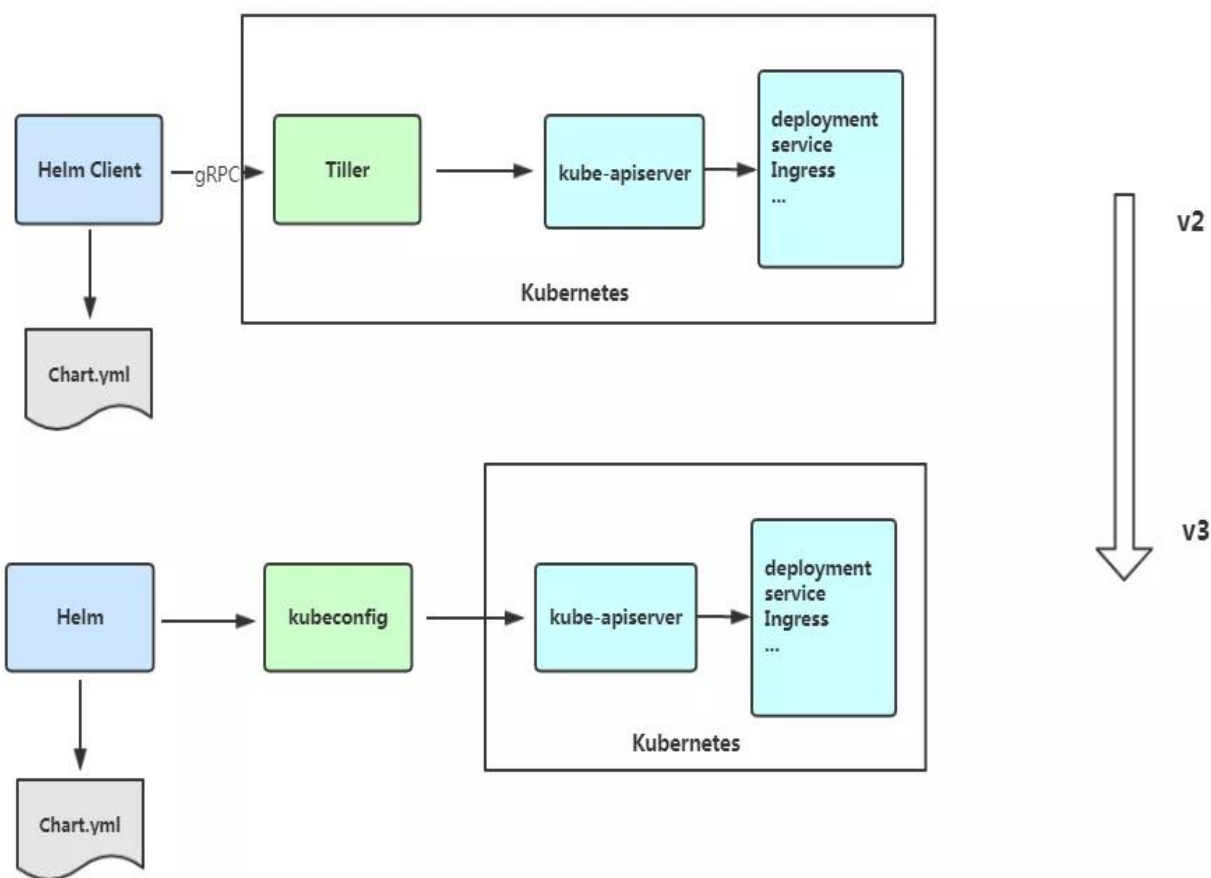 Helm Client
gRPC
Tiller
kube-apiserver
deployment
service
Ingress
...
Kubernetes
Chart.yml
v2
v3
Helm
kubeconfig
kube-apiserver
deployment
service
Ingress
...
Kubernetes
Chart.yml